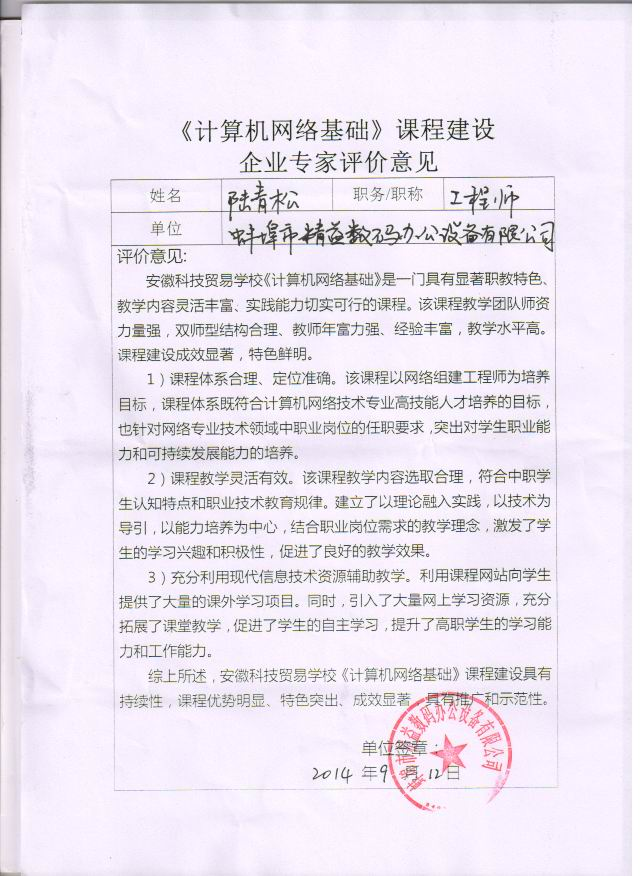 《计算机网络基础》课程建设
企业专家评价意见
姓名 陆青松 职务/职称 工程师
单位 蚌埠市精益数码办公设备有限公司
评价意见:
安徽科技贸易学校《计算机网络基础》是一门具有显著职教特色、
教学内容灵活丰富、实践能力切实可行的课程。该课程教学团队师资
力量强，双师型结构合理、教师年富力强、经验丰富，教学水平高。
课程建设成效显著，特色鲜明。
1）课程体系合理、定位准确。该课程以网络组建工程师为培养
目标，课程体系既符合计算机网络技术专业高技能人才培养的目标，
也针对网络专业技术领域中职业岗位的任职要求，突出对学生职业能
力和可持续发展能力的培养。
2）课程教学灵活有效。该课程教学内容选取合理，符合中职学
生认知特点和职业技术教育规律。建立了以理论融入实践，以技术为
导引，以能力培养为中心，结合职业岗位需求的教学理念，激发了学
生的学习兴趣和积极性，促进了良好的教学效果。
3）充分利用现代信息技术资源辅助教学。利用课程网站向学生
提供了大量的课外学习项目。同时，引入了大量网上学习资源，充分
拓展了课堂教学，促进了学生的自主学习，提升了高职学生的学习能
力和工作能力。
综上所述，安徽科技贸易学校《计算机网络基础》课程建设具有
持续性，课程优势明显、特色突出、成效显著，具有推广和示范性。
单位签章：
2014 年 9 月 12 日
蚌埠市精益数码办公设备有限公司